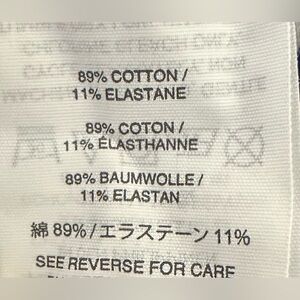 89% COTTON /
11% ELASTANE
89% COTON /
11% ÉLASTHANNE
89% BAUMWOLLE /
11% ELASTAN
綿 89% / エラステーン 11%
SEE REVERSE FOR CARE